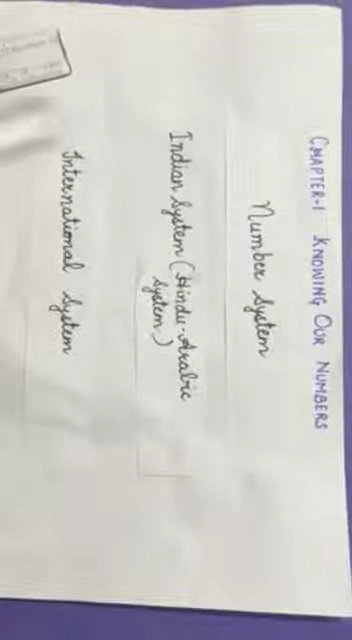 CHAPTER-1 KNOWING OUR NUMBERS
Number System
Indian System (Hindu-Arabic
System)
International System